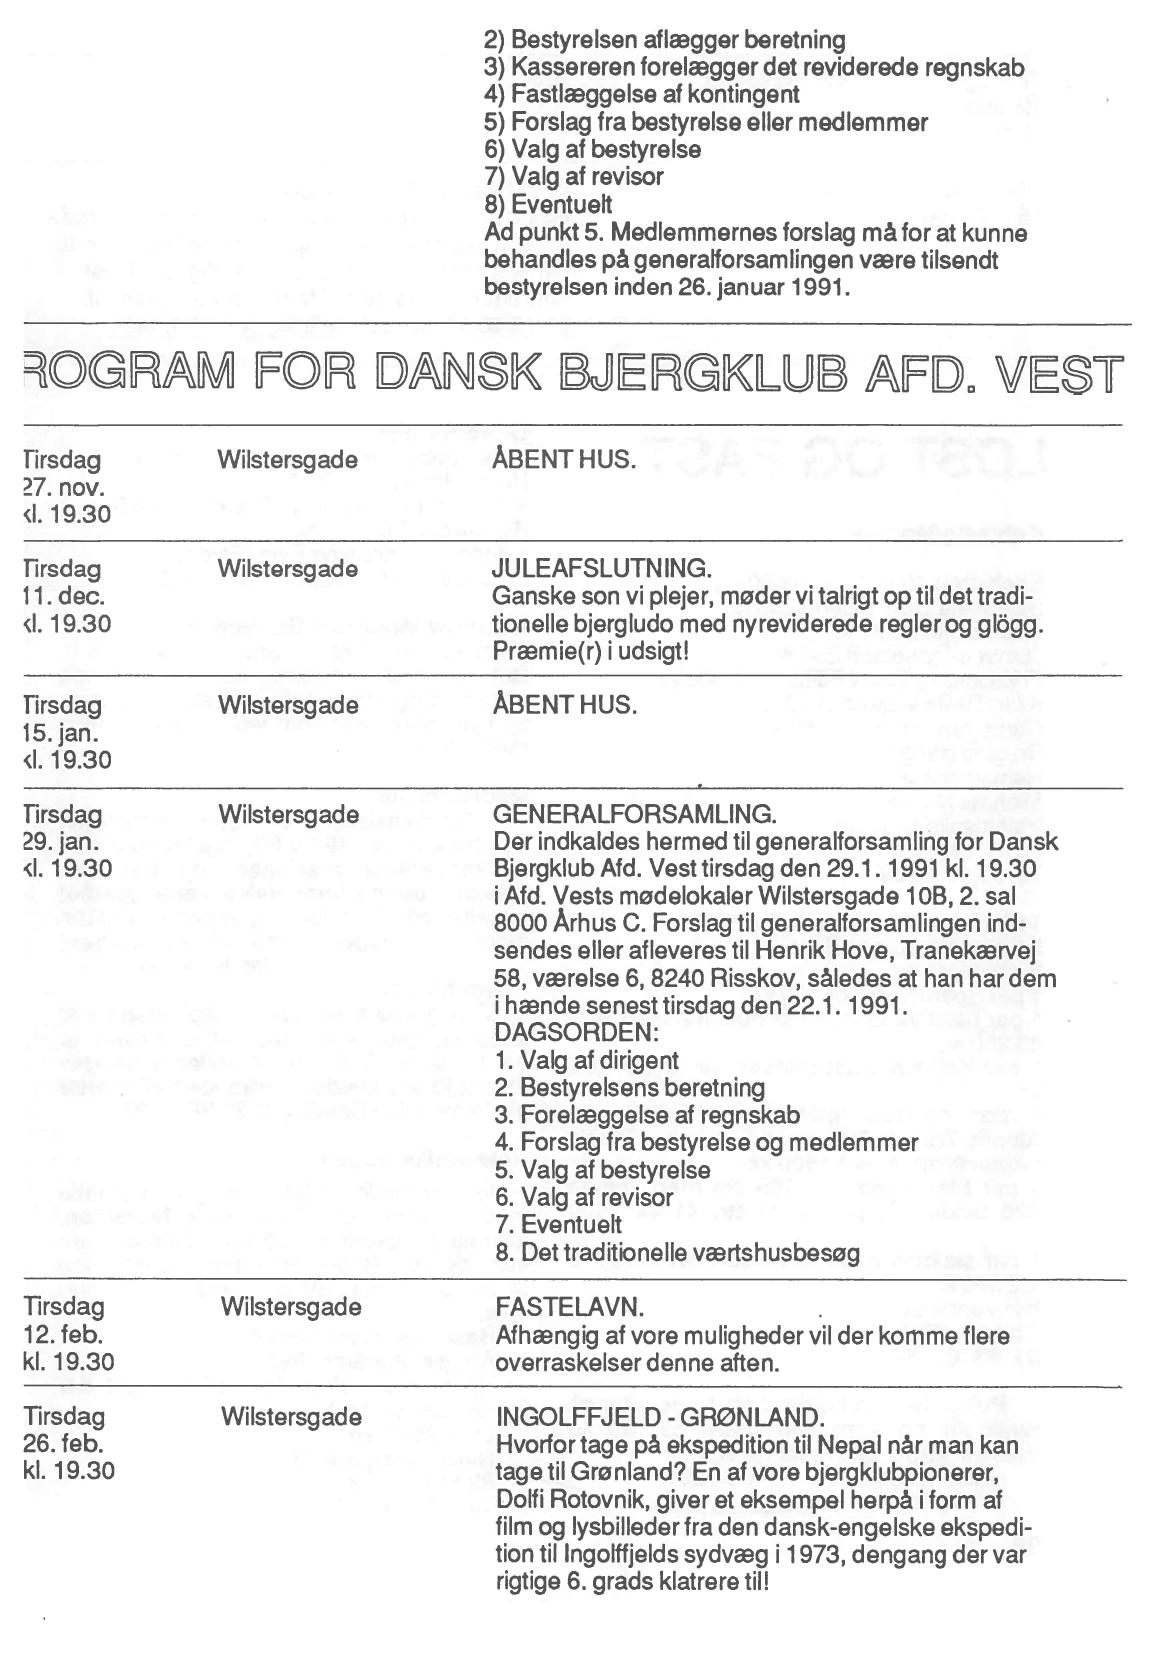 2) Bestyrelsen aflægger beretning
3) Kassereren forelægger det reviderede regnskab
4) Fastlæggelse af kontingent
5) Forslag fra bestyrelse eller medlemmer
6) Valg af bestyrelse
7) Valg af revisor
8) Eventuelt
Ad punkt 5. Medlemmernes forslag må for at kunne
behandles på generalforsamlingen være tilsendt
bestyrelsen inden 26. januar 1991.
ROGRAM FOR DANSK BJERGKLUB AFD. VEST
Tirsdag Wilstersgade ÅBENT HUS.
27. nov.
kl. 19.30
Tirsdag Wilstersgade JULEAFSLUTNING.
11. dec. Ganske son vi plejer, møder vi talrigt op til det tradi-
kl. 19.30 tionelle bjergludo med nyreviderede regler og glögg.
Præmie(r) i udsigt!
Tirsdag Wilstersgade ÅBENT HUS.
15. jan.
kl. 19.30
Tirsdag Wilstersgade GENERALFORSAMLING.
29. jan. Der indkaldes hermed til generalforsamling for Dansk
kl. 19.30 Bjergklub Afd. Vest tirsdag den 29.1. 1991 kl. 19.30
i Afd. Vests mødelokaler Wilstersgade 10B, 2. sal
8000 Århus C. Forslag til generalforsamlingen ind-
sendes eller afleveres til Henrik Hove, Tranekærvej
58, værelse 6, 8240 Risskov, således at han har dem
i hænde senest tirsdag den 22.1. 1991.
DAGSORDEN:
1. Valg af dirigent
2. Bestyrelsens beretning
3. Forelæggelse af regnskab
4. Forslag fra bestyrelse og medlemmer
5. Valg af bestyrelse
6. Valg af revisor
7. Eventuelt
8. Det traditionelle værtshusbesøg
Tirsdag Wilstersgade FASTELAVN.
12. feb. Afhængig af vore muligheder vil der komme flere
kl. 19.30 overraskelser denne aften.
Tirsdag Wilstersgade INGOLFFJELD - GRØNLAND.
26. feb. Hvorfor tage på ekspedition til Nepal når man kan
kl. 19.30 tage til Grønland? En af vore bjergklubpionerer,
Dolfi Rotovnik, giver et eksempel herpå i form af
film og lysbilleder fra den dansk-engelske ekspedi-
tion til Ingolffjelds sydvæg i 1973, dengang der var
rigtige 6. grads klatrere til!